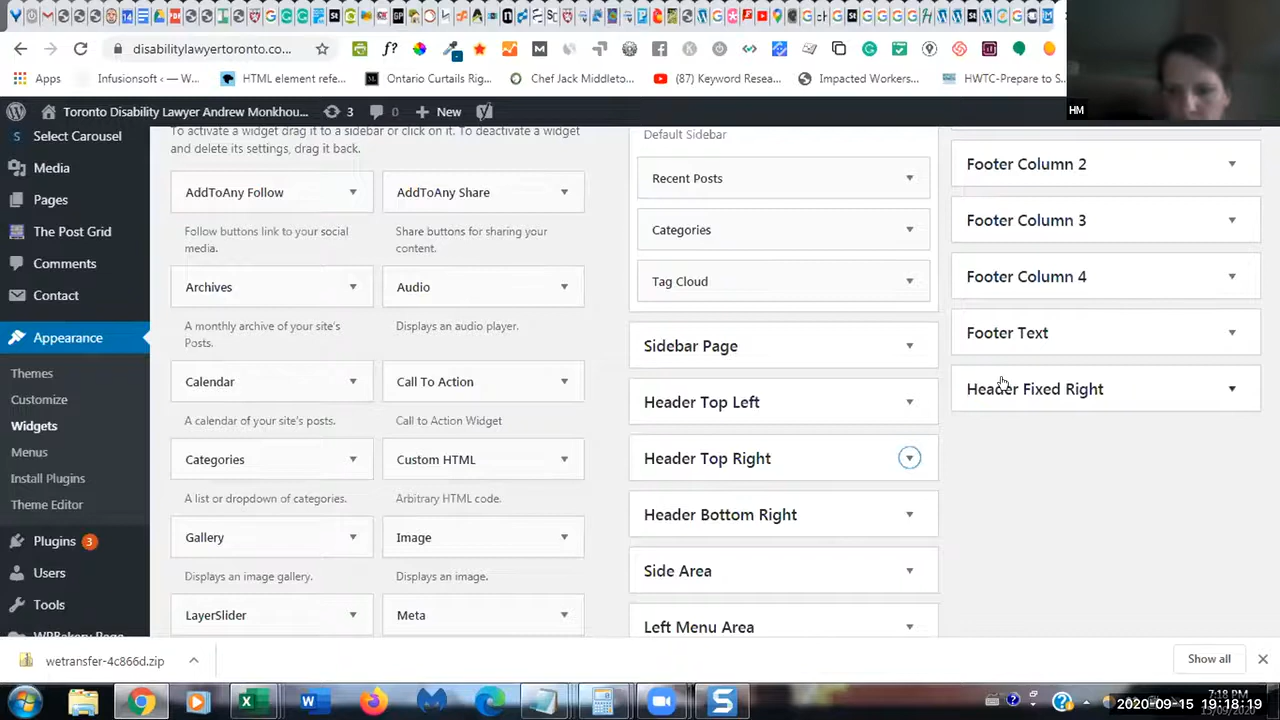 disabilitylawyertoronto.co...
f?
Apps
Infusionsoft <- — W...
HTML element refe...
Ontario Curtails Rig...
Chef Jack Middleto...
(87) Keyword Resea...
Impacted Workers...
HWTC-Prepare to S...
HM
Toronto Disability Lawyer Andrew Monkhou...
3
0
New
Select Carousel
Media
Pages
The Post Grid
Comments
Contact
Appearance
Themes
Customize
Widgets
Menus
Install Plugins
Theme Editor
Plugins 3
Users
Tools
WPBakery Page
To activate a widget drag it to a sidebar or click on it. To deactivate a widget
and delete its settings, drag it back.
AddToAny Follow
Follow buttons link to your social
media.
AddToAny Share
Share buttons for sharing your
content.
Archives
A monthly archive of your site's
Posts.
Audio
Displays an audio player.
Calendar
A calendar of your site's posts.
Call To Action
Call to Action Widget
Categories
A list or dropdown of categories.
Custom HTML
Arbitrary HTML code.
Gallery
Displays an image gallery.
Image
Displays an image.
LayerSlider
Meta
Default Sidebar
Recent Posts
Categories
Tag Cloud
Sidebar Page
Header Top Left
Header Top Right
Header Bottom Right
Side Area
Left Menu Area
Footer Column 2
Footer Column 3
Footer Column 4
Footer Text
Header Fixed Right
wetransfer-4c866d.zip
Show all
7:18 PM
2020-09-15 19:18:19